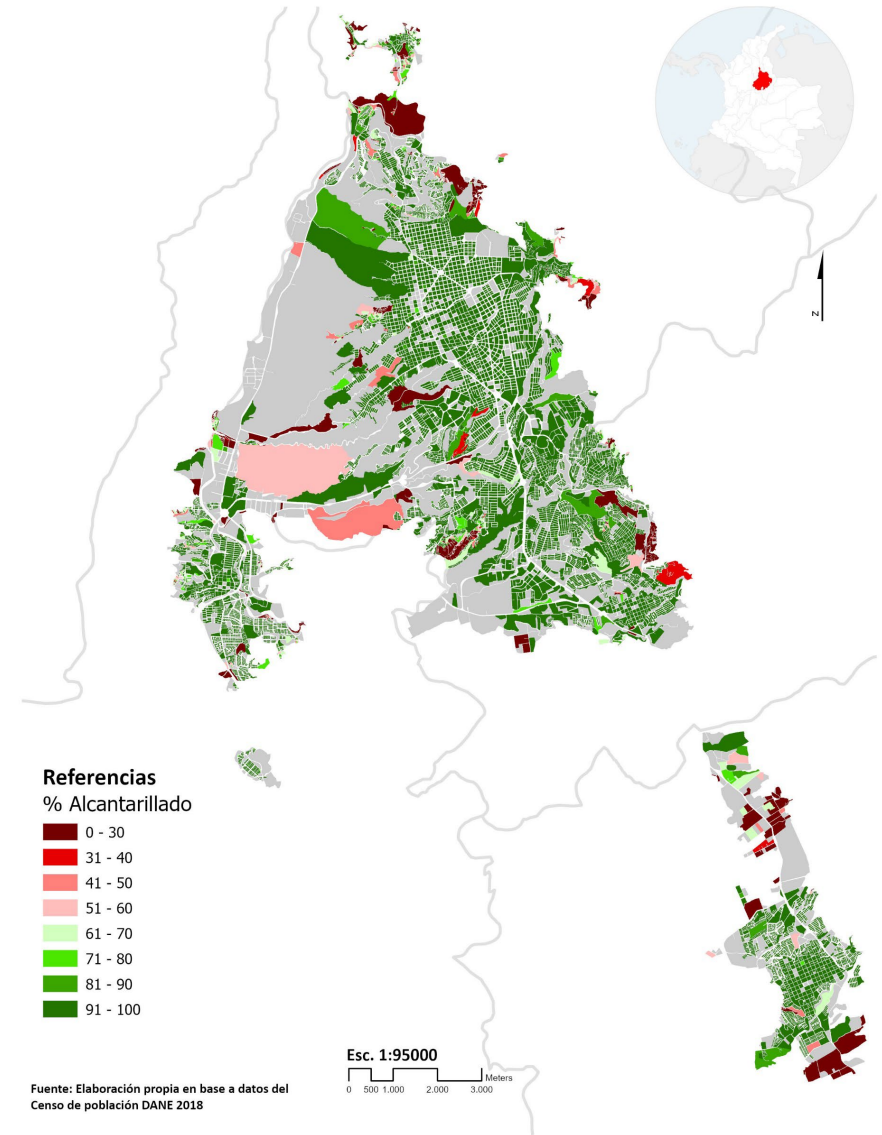 Z
Referencias
% Alcantarillado
0 - 30
31 - 40
41 - 50
51 - 60
61 - 70
71 - 80
81 - 90
91 - 100
Esc. 1:95000
Meters
0 500 1.000 2.000 3.000
Fuente: Elaboración propia en base a datos del
Censo de población DANE 2018